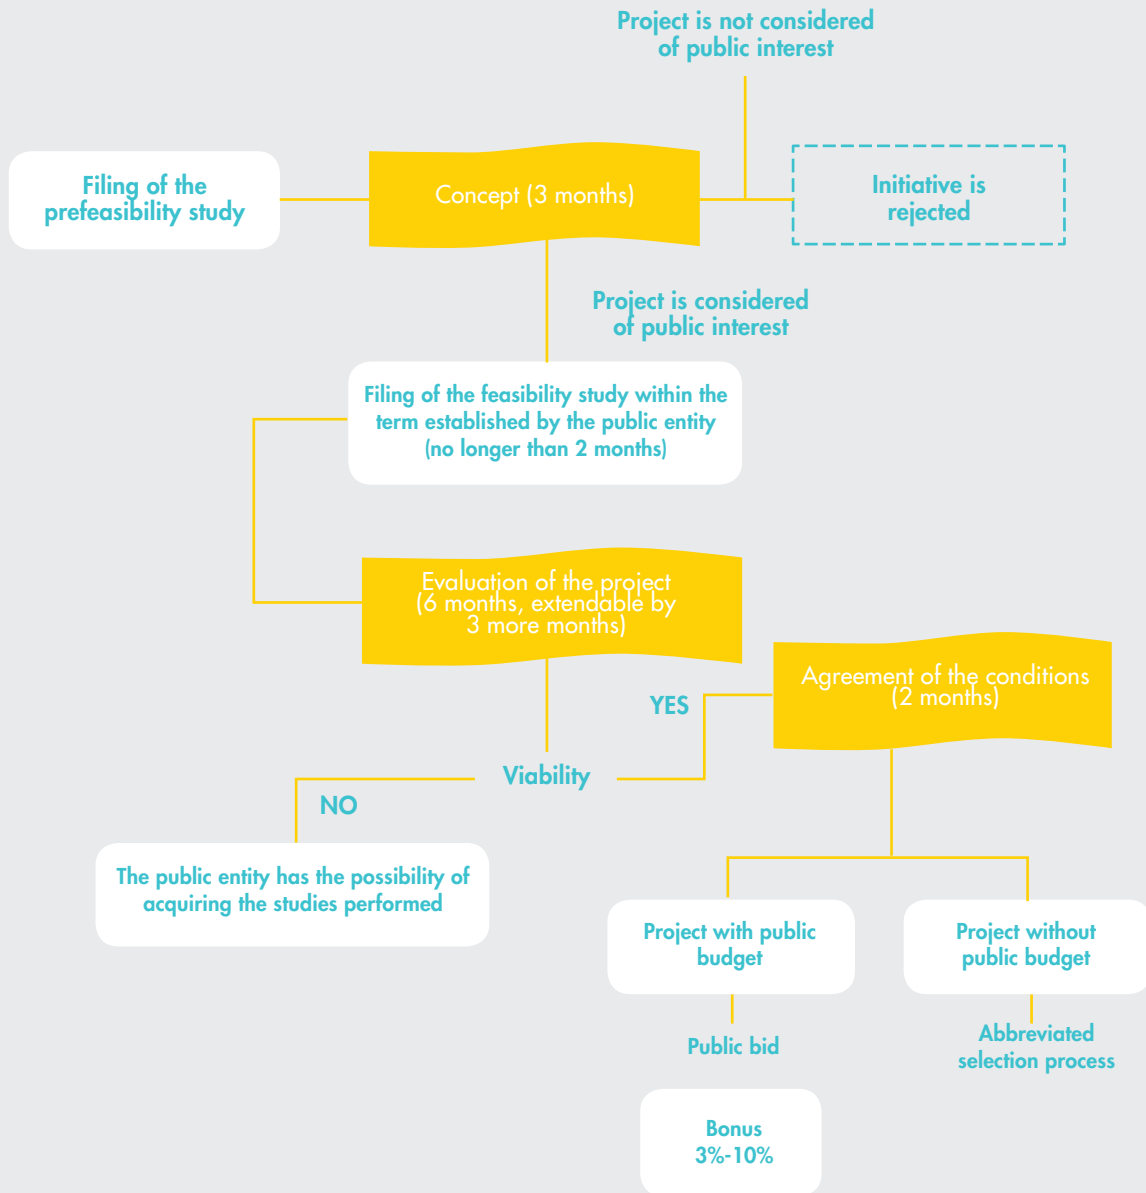 Project is not considered
of public interest
Filing of the
prefeasibility study
Concept (3 months)
Initiative is
rejected
Project is considered
of public interest
Filing of the feasibility study within the
term established by the public entity
(no longer than 2 months)
Evaluation of the project
(6 months, extendable by
3 more months)
Agreement of the conditions
(2 months)
YES
Viability
NO
The public entity has the possibility of
acquiring the studies performed
Project with public
budget
Project without
public budget
Public bid
Abbreviated
selection process
Bonus
3%-10%